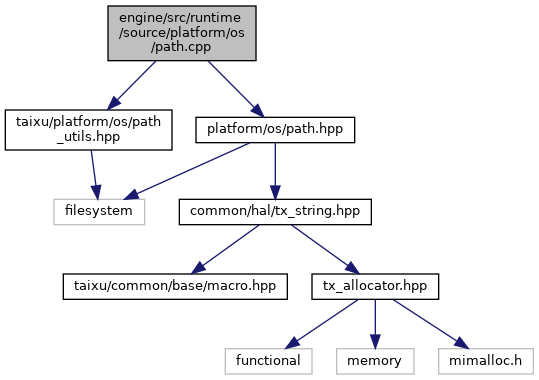 engine/src/runtime
/source/platform/os
/path.cpp
taixu/platform/os/path
_utils.hpp
platform/os/path.hpp
filesystem
common/hal/tx_string.hpp
taixu/common/base/macro.hpp
tx_allocator.hpp
functional
memory
mimalloc.h